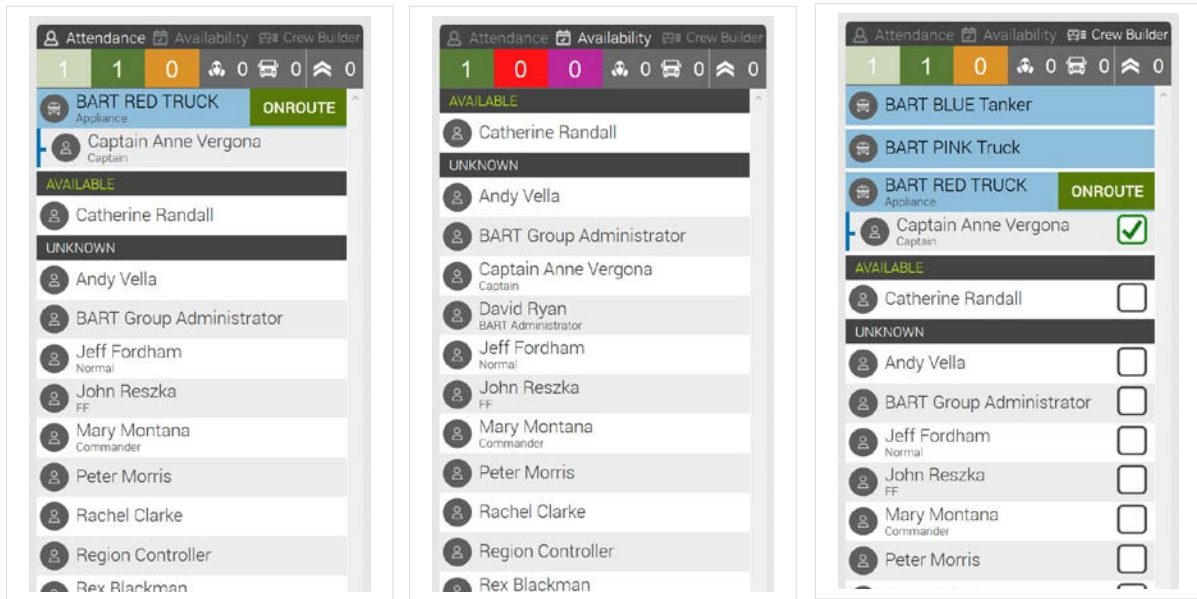 Attendance Availability Crew Builder
1 1 0 0 0 0
BART RED TRUCK ONROUTE
Appliance
Captain Anne Vergona
Captain
AVAILABLE
Catherine Randall
UNKNOWN
Andy Vella
BART Group Administrator
Jeff Fordham
Normal
John Reszka
FF
Mary Montana
Commander
Peter Morris
Rachel Clarke
Region Controller
Rex Blackman
Attendance Availability Crew Builder
1 0 0 0 0 0
AVAILABLE
Catherine Randall
UNKNOWN
Andy Vella
BART Group Administrator
Captain Anne Vergona
Captain
David Ryan
BART Administrator
Jeff Fordham
Normal
John Reszka
FF
Mary Montana
Commander
Peter Morris
Rachel Clarke
Region Controller
Rex Blackman
Attendance Availability Crew Builder
1 1 0 0 0 0
BART BLUE Tanker
BART PINK Truck
BART RED TRUCK ONROUTE
Appliance
Captain Anne Vergona
Captain
AVAILABLE
Catherine Randall
UNKNOWN
Andy Vella
BART Group Administrator
Jeff Fordham
Normal
John Reszka
FF
Mary Montana
Commander
Peter Morris